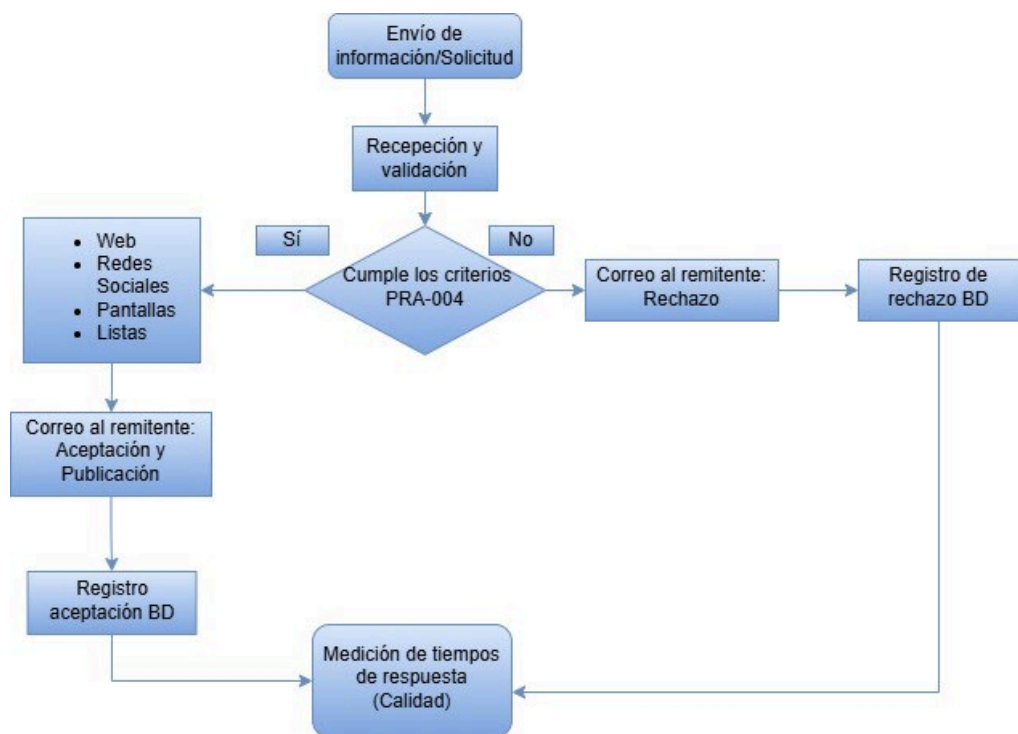 Envío de
información/Solicitud
Recepeción y
validación
Sí
No
Cumple los criterios
PRA-004
• Web
• Redes
Sociales
• Pantallas
• Listas
Correo al remitente:
Rechazo
Registro de
rechazo BD
Correo al remitente:
Aceptación y
Publicación
Registro
aceptación BD
Medición de tiempos
de respuesta
(Calidad)